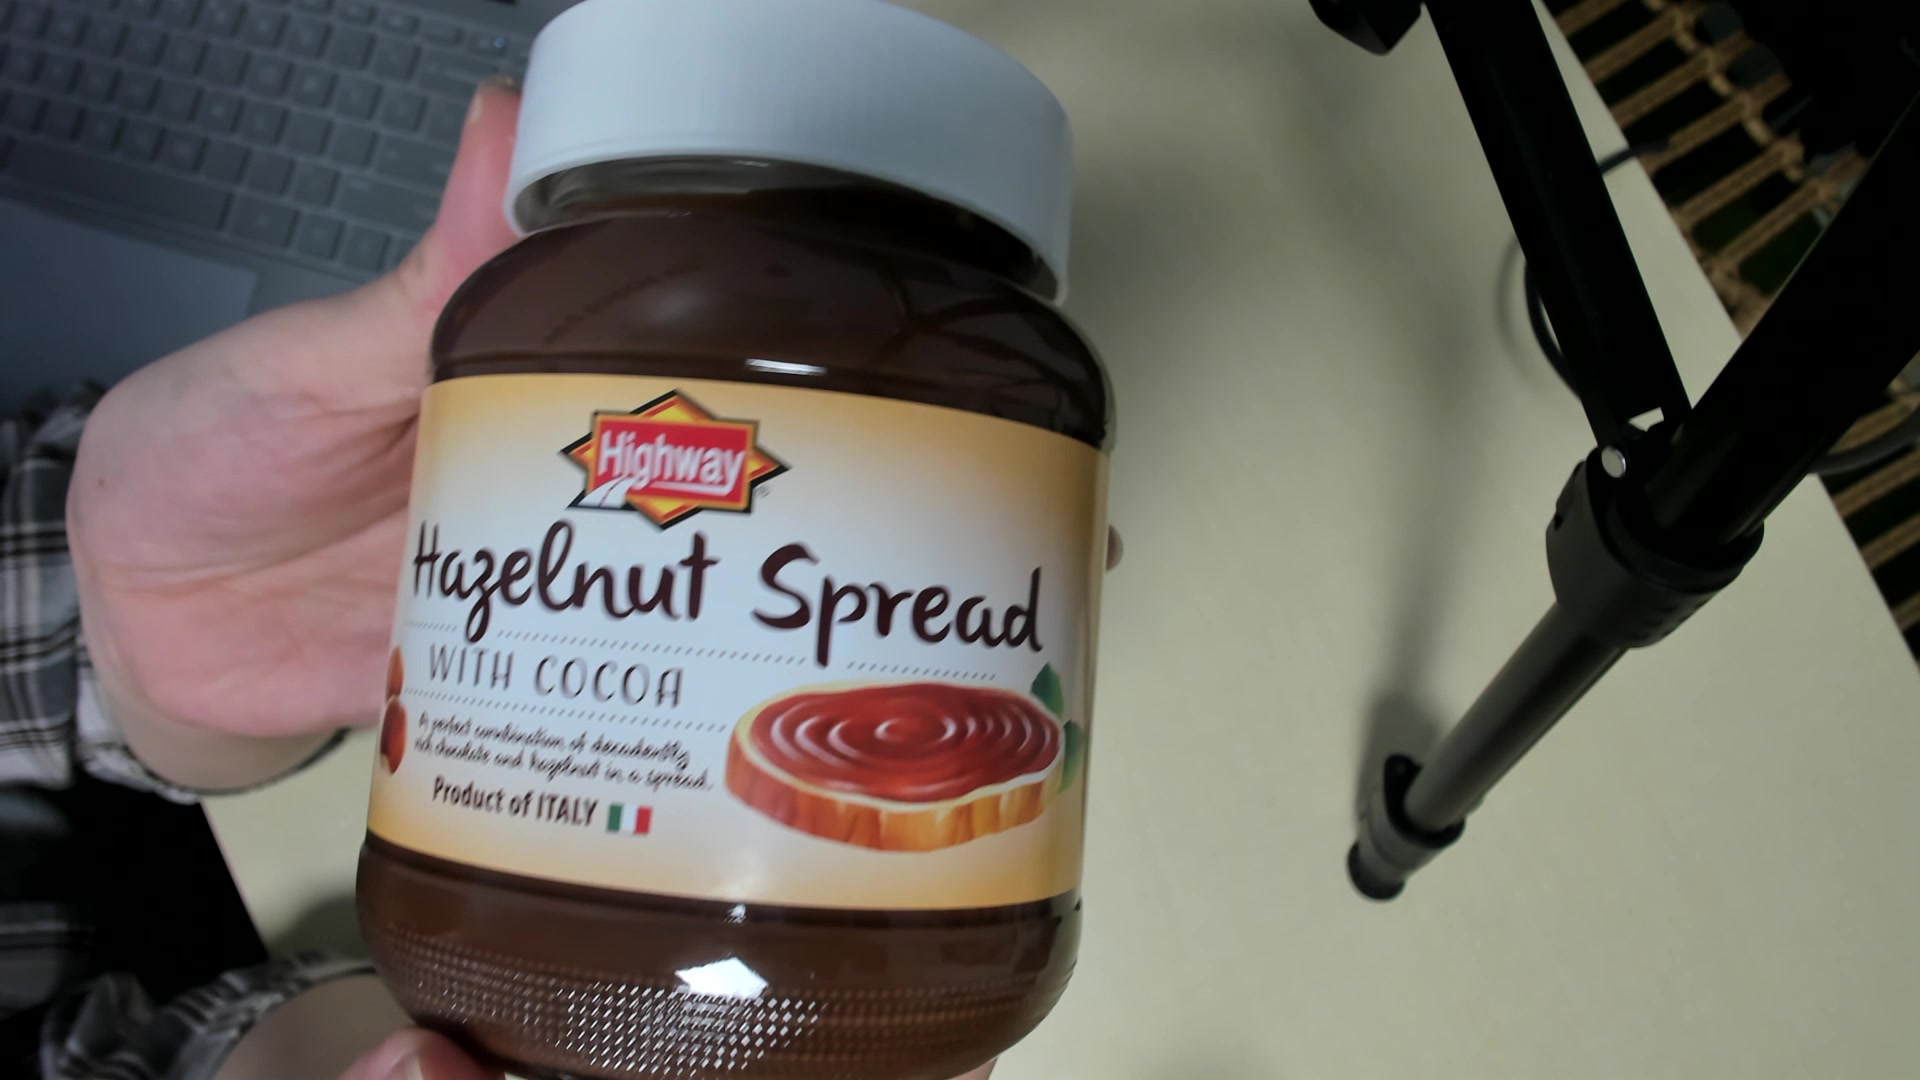 Highway
®
Hazelnut Spread
WITH COCOA
A perfect combination of decadently
rich chocolate and hazelnut in a spread.
Product of ITALY